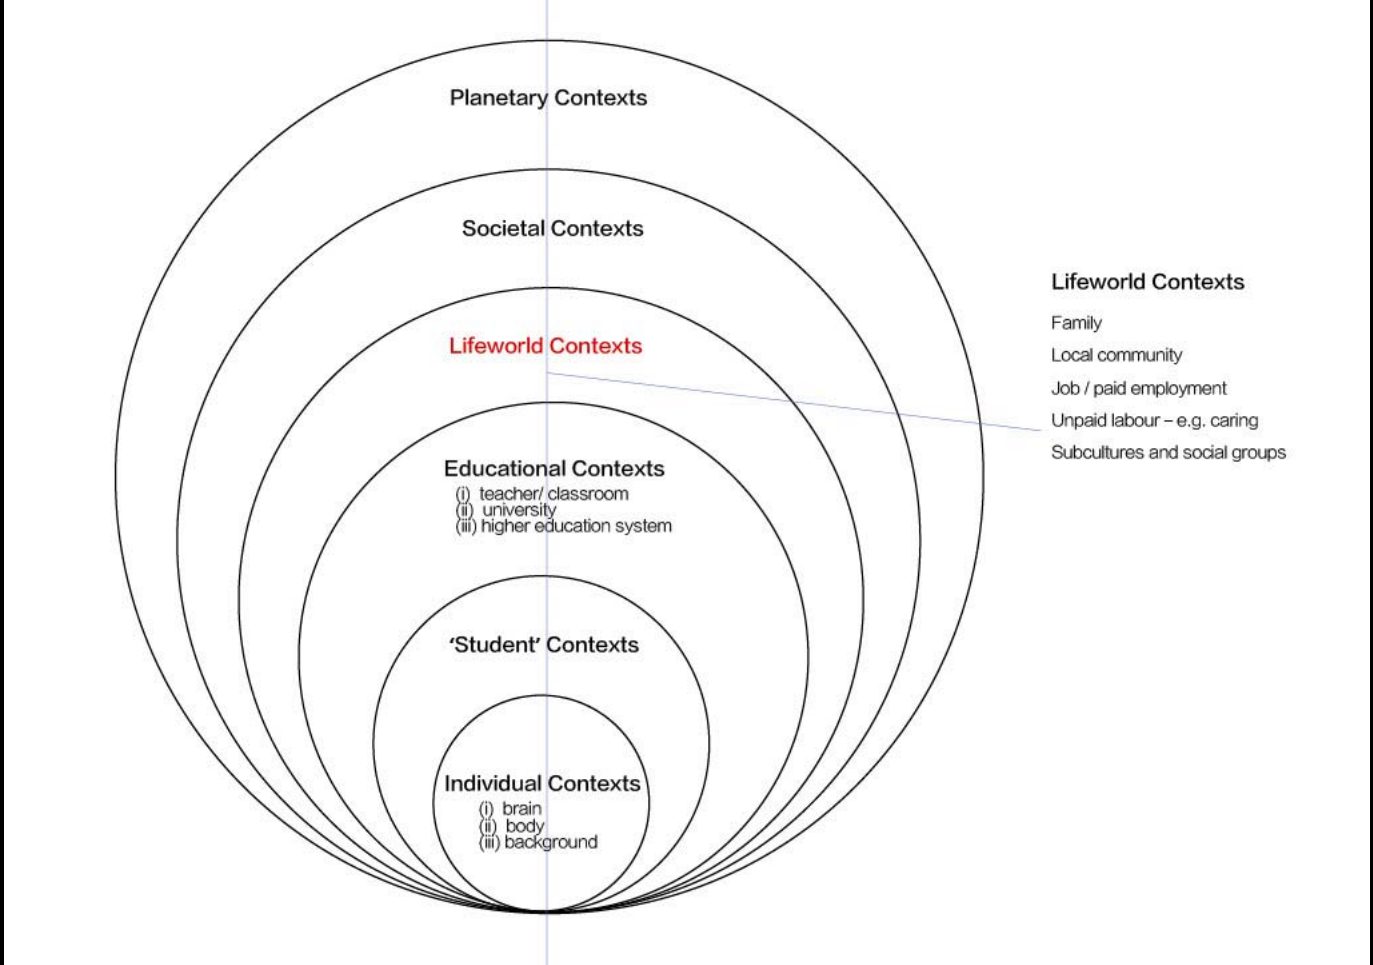 Planetary Contexts
Societal Contexts
Lifeworld Contexts
Educational Contexts
(i) teacher/ classroom
(ii) university
(iii) higher education system
‘Student’ Contexts
Individual Contexts
(i) brain
(ii) body
(iii) background
Lifeworld Contexts
Family
Local community
Job / paid employment
Unpaid labour – e.g. caring
Subcultures and social groups